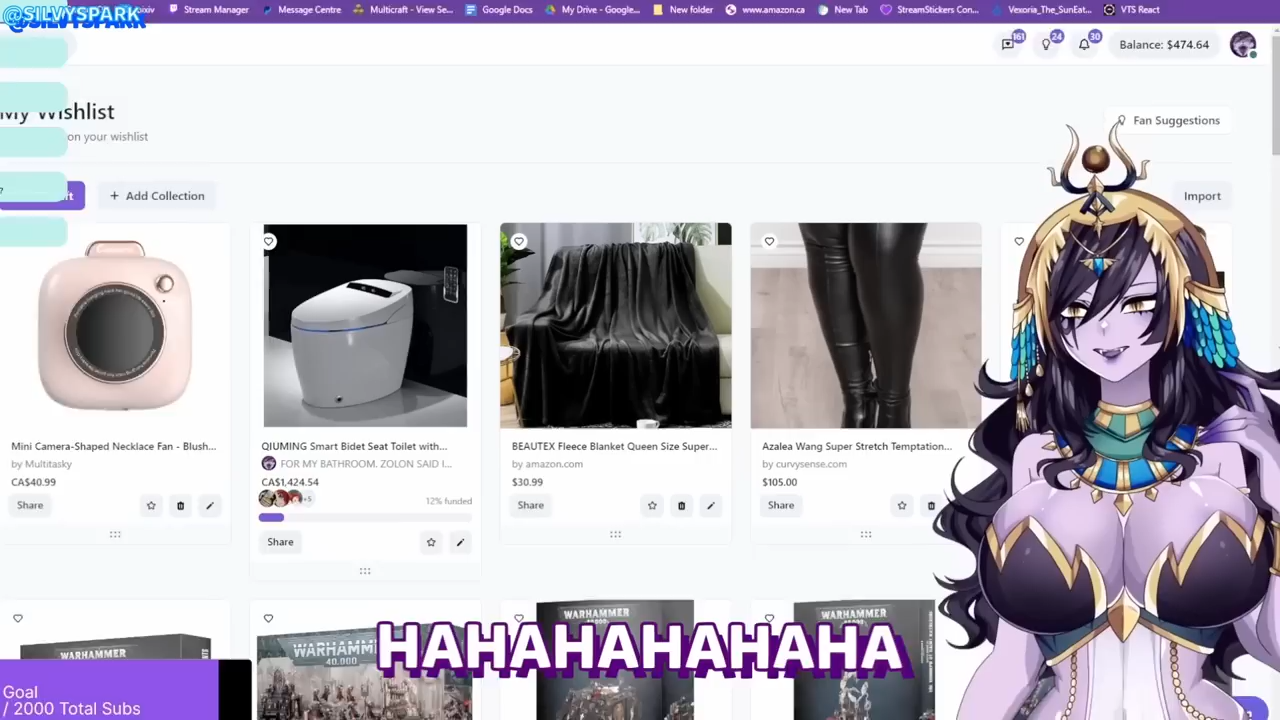 @SILVYSPARK
@SILVYSPARK
Stream Manager
Message Centre
Multicraft - View Se...
Google Docs
My Drive - Google...
New folder
www.amazon.ca
New Tab
StreamStickers Con...
Vexoria_The_SunEat...
VTS React
161
24
30
Balance: $474.64
My Wishlist
on your wishlist
Fan Suggestions
?
+ Add Collection
Import
Mini Camera-Shaped Necklace Fan - Blush...
by Multitasky
CA$40.99
Share
QIUMING Smart Bidet Seat Toilet with...
FOR MY BATHROOM. ZOLON SAID I...
CA$1,424.54
+5
12% funded
Share
BEAUTEX Fleece Blanket Queen Size Super...
by amazon.com
$30.99
Share
Azalea Wang Super Stretch Temptation...
by curvysense.com
$105.00
Share
WARHAMMER
40,000
WARHAMMER
WARHAMMER
HAHAHAHAHAHA
Goal
/ 2000 Total Subs